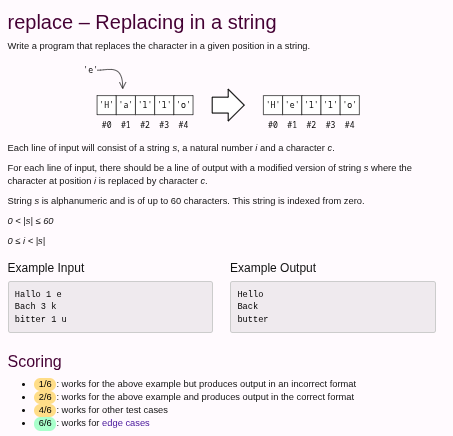 replace – Replacing in a string
Write a program that replaces the character in a given position in a string.
'e'
'H' 'a' 'l' 'l' 'o' 'H' 'e' 'l' 'l' 'o'
#0 #1 #2 #3 #4 #0 #1 #2 #3 #4
Each line of input will consist of a string s, a natural number i and a character c.
For each line of input, there should be a line of output with a modified version of string s where the
character at position i is replaced by character c.
String s is alphanumeric and is of up to 60 characters. This string is indexed from zero.
0 < |s| ≤ 60
0 ≤ i < |s|
Example Input Example Output
Hallo 1 e Hello
Bach 3 k Back
bitter 1 u butter
Scoring
• 1/6 : works for the above example but produces output in an incorrect format
• 2/6 : works for the above example and produces output in the correct format
• 4/6 : works for other test cases
• 6/6 : works for edge cases